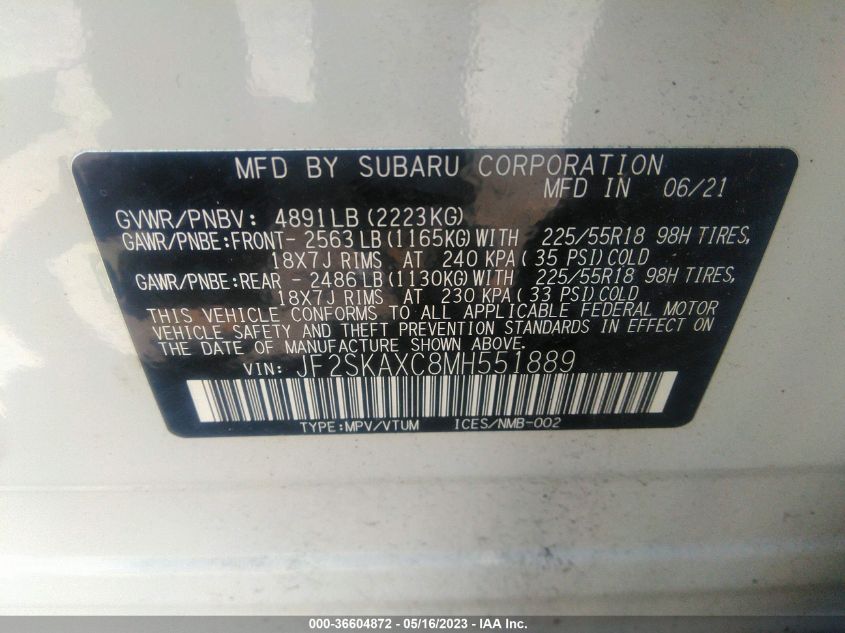 MFD BY SUBARU CORPORATION
MFD IN 06/21
GVWR/PNBV: 4891LB (2223KG)
GAWR/PNBE:FRONT- 2563LB (1165KG)WITH 225/55R18 98H TIRES,
18X7J RIMS AT 240 KPA( 35 PSI)COLD
GAWR/PNBE:REAR - 2486LB (1130KG)WITH 225/55R18 98H TIRES,
18X7J RIMS AT 230 KPA( 33 PSI)COLD
THIS VEHICLE CONFORMS TO ALL APPLICABLE FEDERAL MOTOR
VEHICLE SAFETY AND THEFT PREVENTION STANDARDS IN EFFECT ON
THE DATE OF MANUFACTURE SHOWN ABOVE.
VIN: JF2SKAXC8MH551889
TYPE:MPV/VTUM ICES/NMB-002
000-36604872 - 05/16/2023 - IAA Inc.